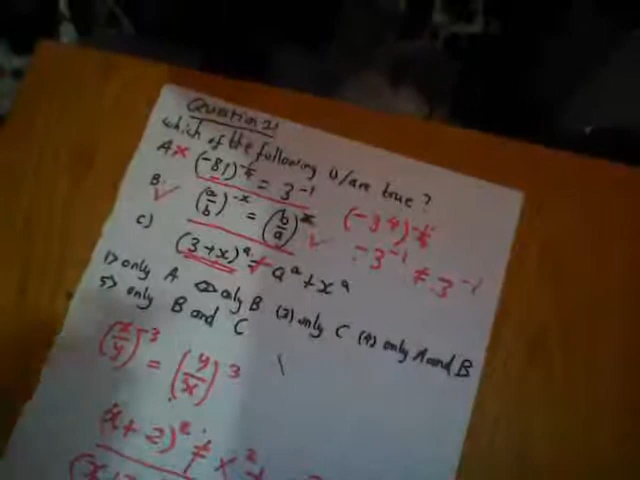 Question 21
Which of the following is/are true?
A × (-81)^-¼ = 3^-1
B. ✓ (a/b)^-x = (b/a)^x ✓
(-3^4)^-¼
= -3^-1 ≠ 3^-1
C) (3+x)^a ≠ a^a + x^a
1) only A 2) only B (3) only C (4) only A and B
5) only B and C
(x/y)^-3 = (y/x)^3
(x+2)^2 ≠ x^2 +